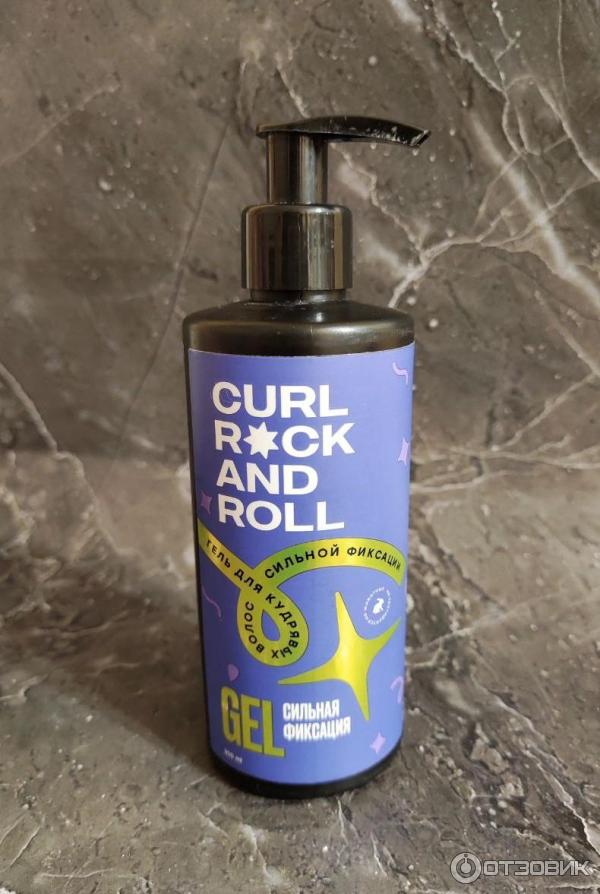 CURL
ROCK
AND
ROLL
ГЕЛЬ ДЛЯ КУДРЯВЫХ ВОЛОС СИЛЬНОЙ ФИКСАЦИИ
GEL
СИЛЬНАЯ
ФИКСАЦИЯ
ОТЗОВИК